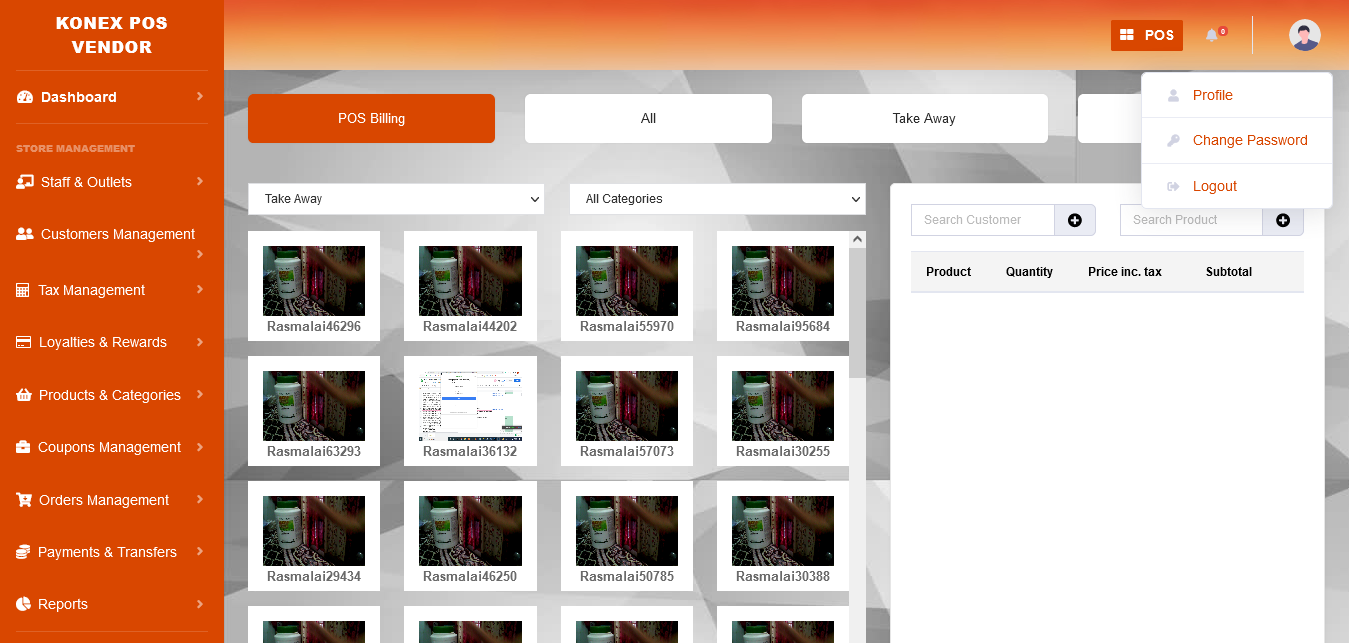 KONEX POS
VENDOR
Dashboard
STORE MANAGEMENT
Staff & Outlets
Customers Management
Tax Management
Loyalties & Rewards
Products & Categories
Coupons Management
Orders Management
Payments & Transfers
Reports
POS
0
Profile
Change Password
Logout
POS Billing
All
Take Away
Take Away
All Categories
Search Customer
Search Product
Product Quantity Price inc. tax Subtotal
Rasmalai46296 Rasmalai44202 Rasmalai55970 Rasmalai95684
Rasmalai63293 Rasmalai36132 Rasmalai57073 Rasmalai30255
Rasmalai29434 Rasmalai46250 Rasmalai50785 Rasmalai30388